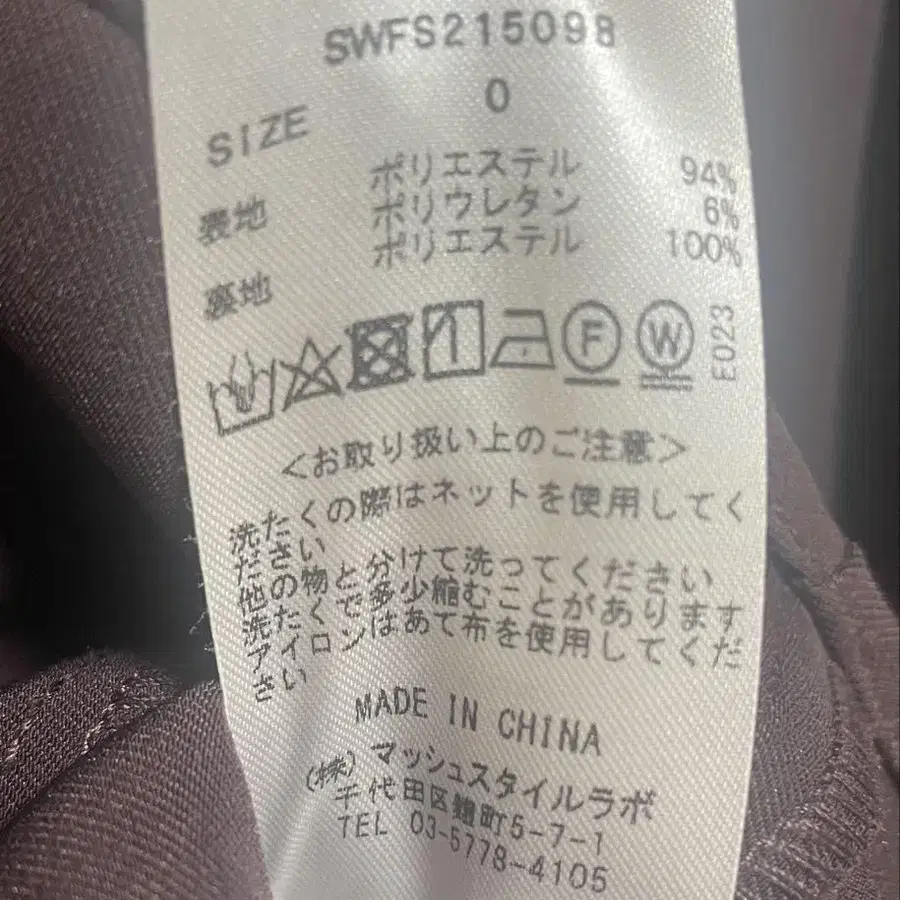 SWFS215098
SIZE 0
表地 ポリエステル 94%
ポリウレタン 6%
裏地 ポリエステル 100%
F W E023
<お取り扱い上のご注意>
洗たくの際はネットを使用してく
ださい
他の物と分けて洗ってください
洗たくで多少縮むことがあります
アイロンはあて布を使用してくだ
さい
MADE IN CHINA
(株)マッシュスタイルラボ
千代田区麹町5-7-1
TEL 03-5778-4105